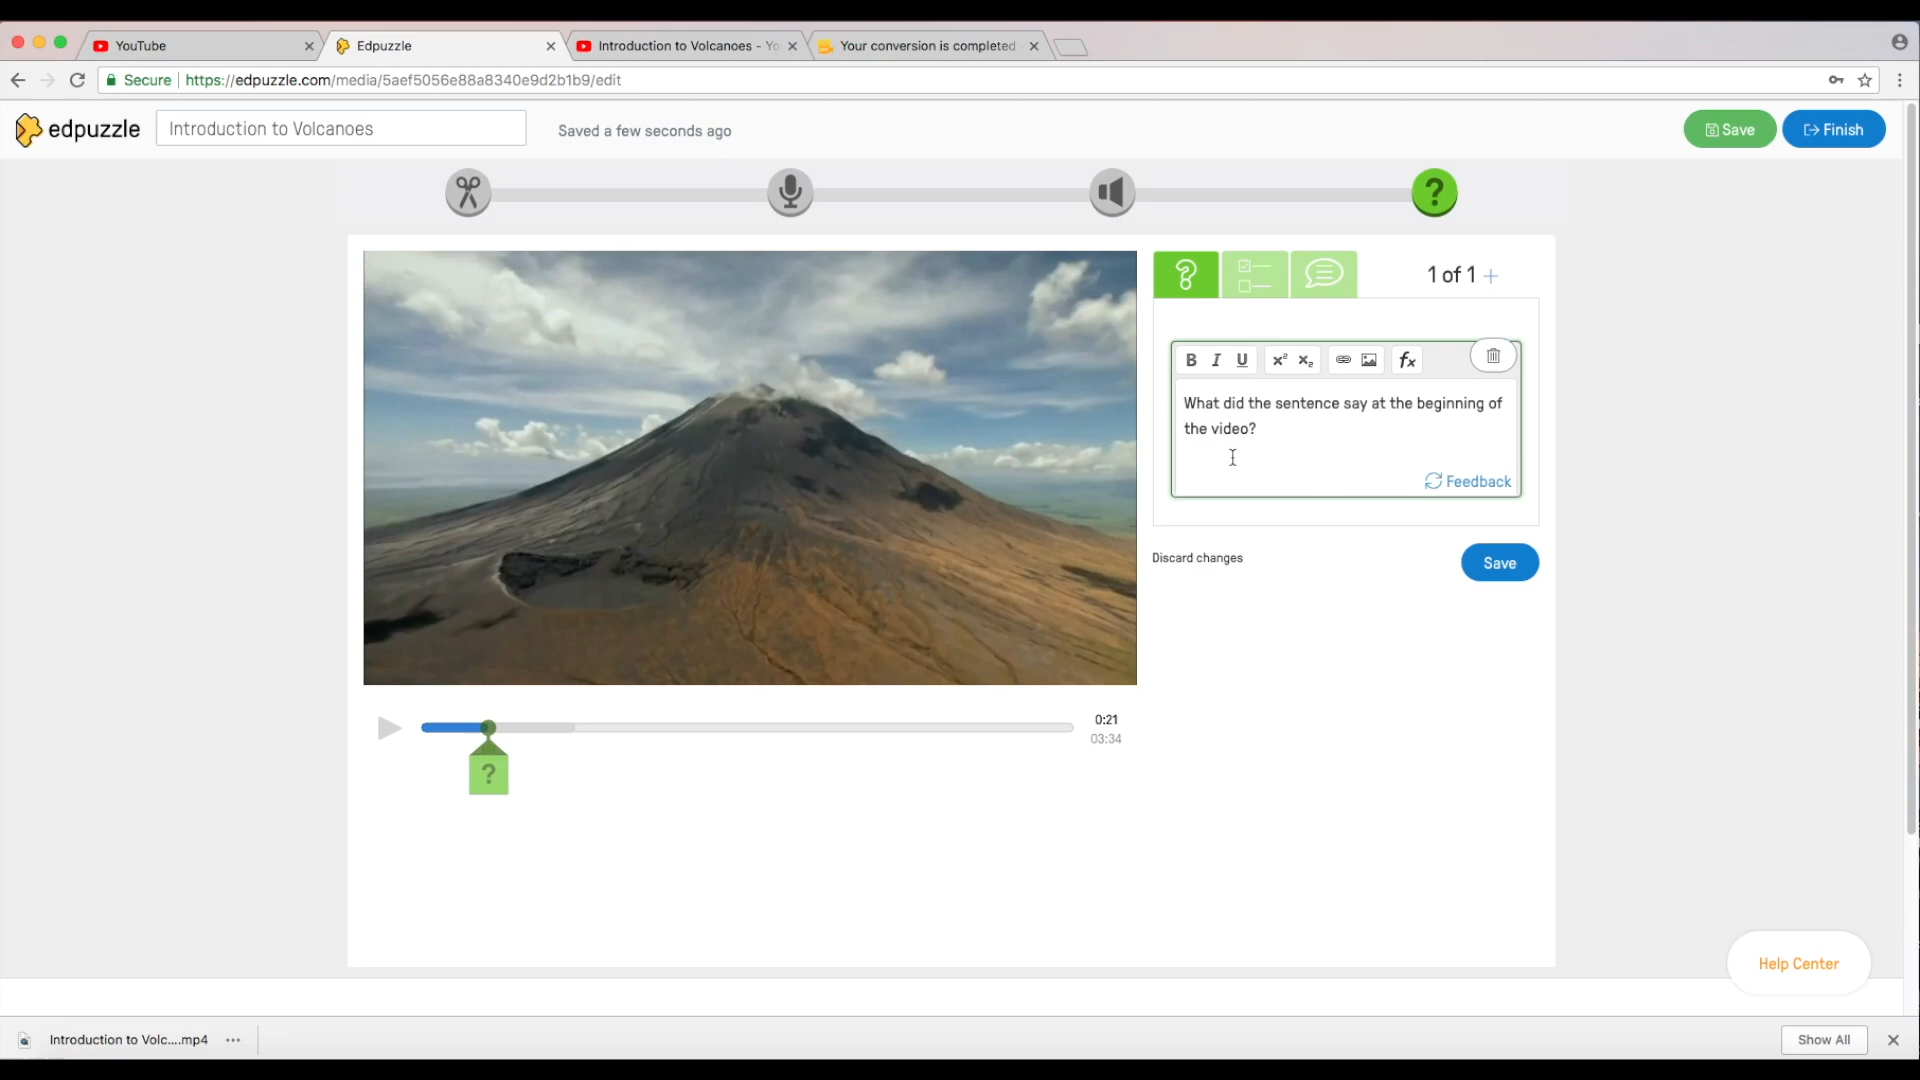 YouTube
Edpuzzle
Introduction to Volcanoes - Yo
Your conversion is completed
Secure
https://edpuzzle.com/media/5aef5056e88a8340e9d2b1b9/edit
edpuzzle
Introduction to Volcanoes
Saved a few seconds ago
Save
Finish
?
?
1 of 1 +
B I U x² x₂ fx
What did the sentence say at the beginning of
the video?
Feedback
Discard changes
Save
0:21
03:34
?
Help Center
Introduction to Volc....mp4
Show All